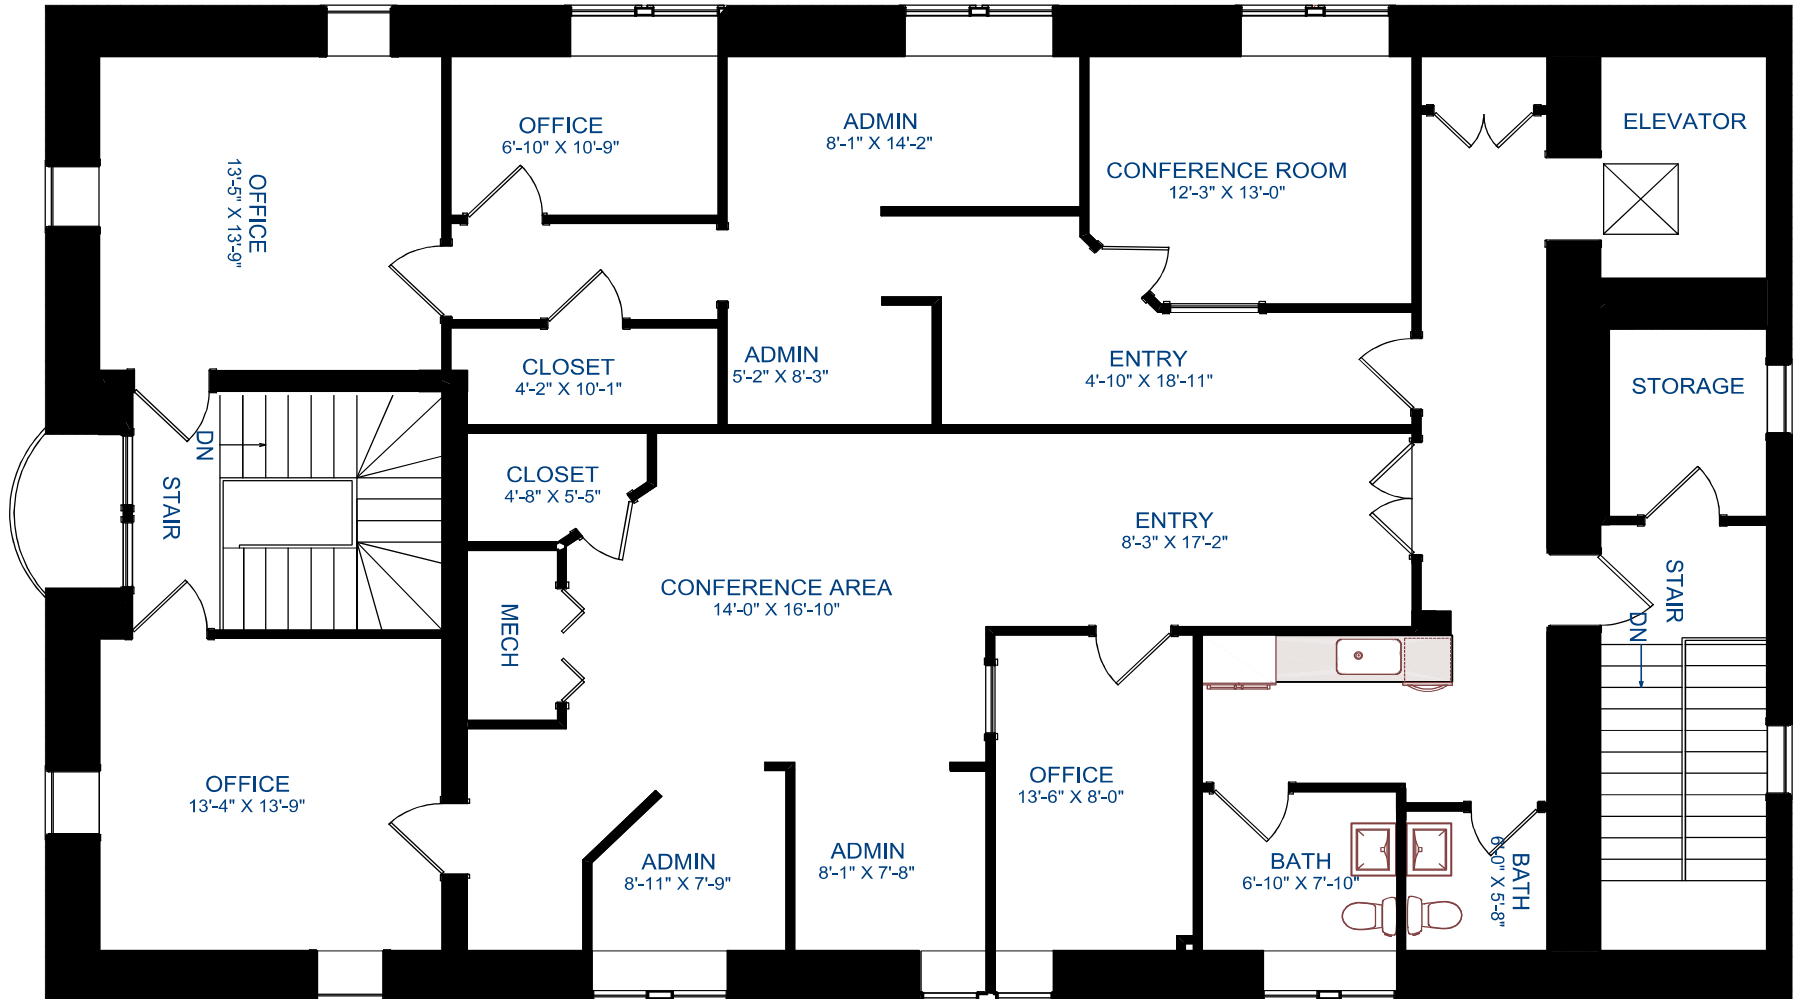 OFFICE
6'-10" X 10'-9"
ADMIN
8'-1" X 14'-2"
ELEVATOR
CONFERENCE ROOM
12'-3" X 13'-0"
OFFICE
13'-5" X 13'-9"
CLOSET
4'-2" X 10'-1"
ADMIN
5'-2" X 8'-3"
ENTRY
4'-10" X 18'-11"
STORAGE
DN
STAIR
CLOSET
4'-8" X 5'-5"
ENTRY
8'-3" X 17'-2"
CONFERENCE AREA
14'-0" X 16'-10"
MECH
STAIR
DN
OFFICE
13'-4" X 13'-9"
OFFICE
13'-6" X 8'-0"
ADMIN
8'-11" X 7'-9"
ADMIN
8'-1" X 7'-8"
BATH
6'-10" X 7'-10"
BATH
6'-0" X 5'-8"